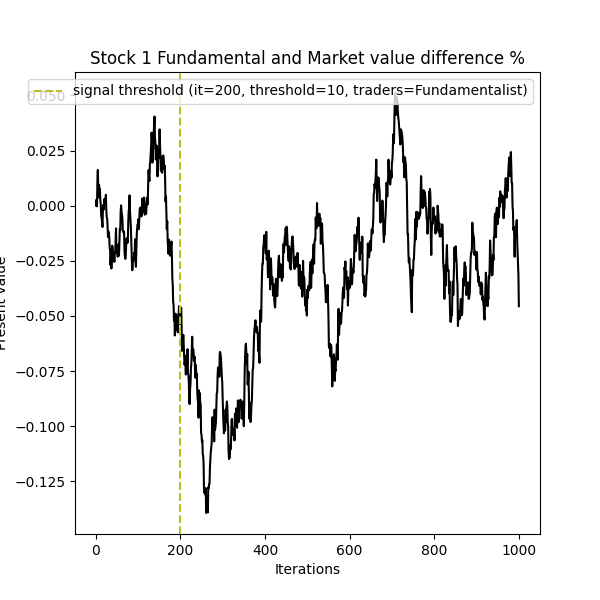 Stock 1 Fundamental and Market value difference %
signal threshold (it=200, threshold=10, traders=Fundamentalist)
0.050
0.025
0.000
−0.025
−0.050
−0.075
−0.100
−0.125
Present value
0 200 400 600 800 1000
Iterations